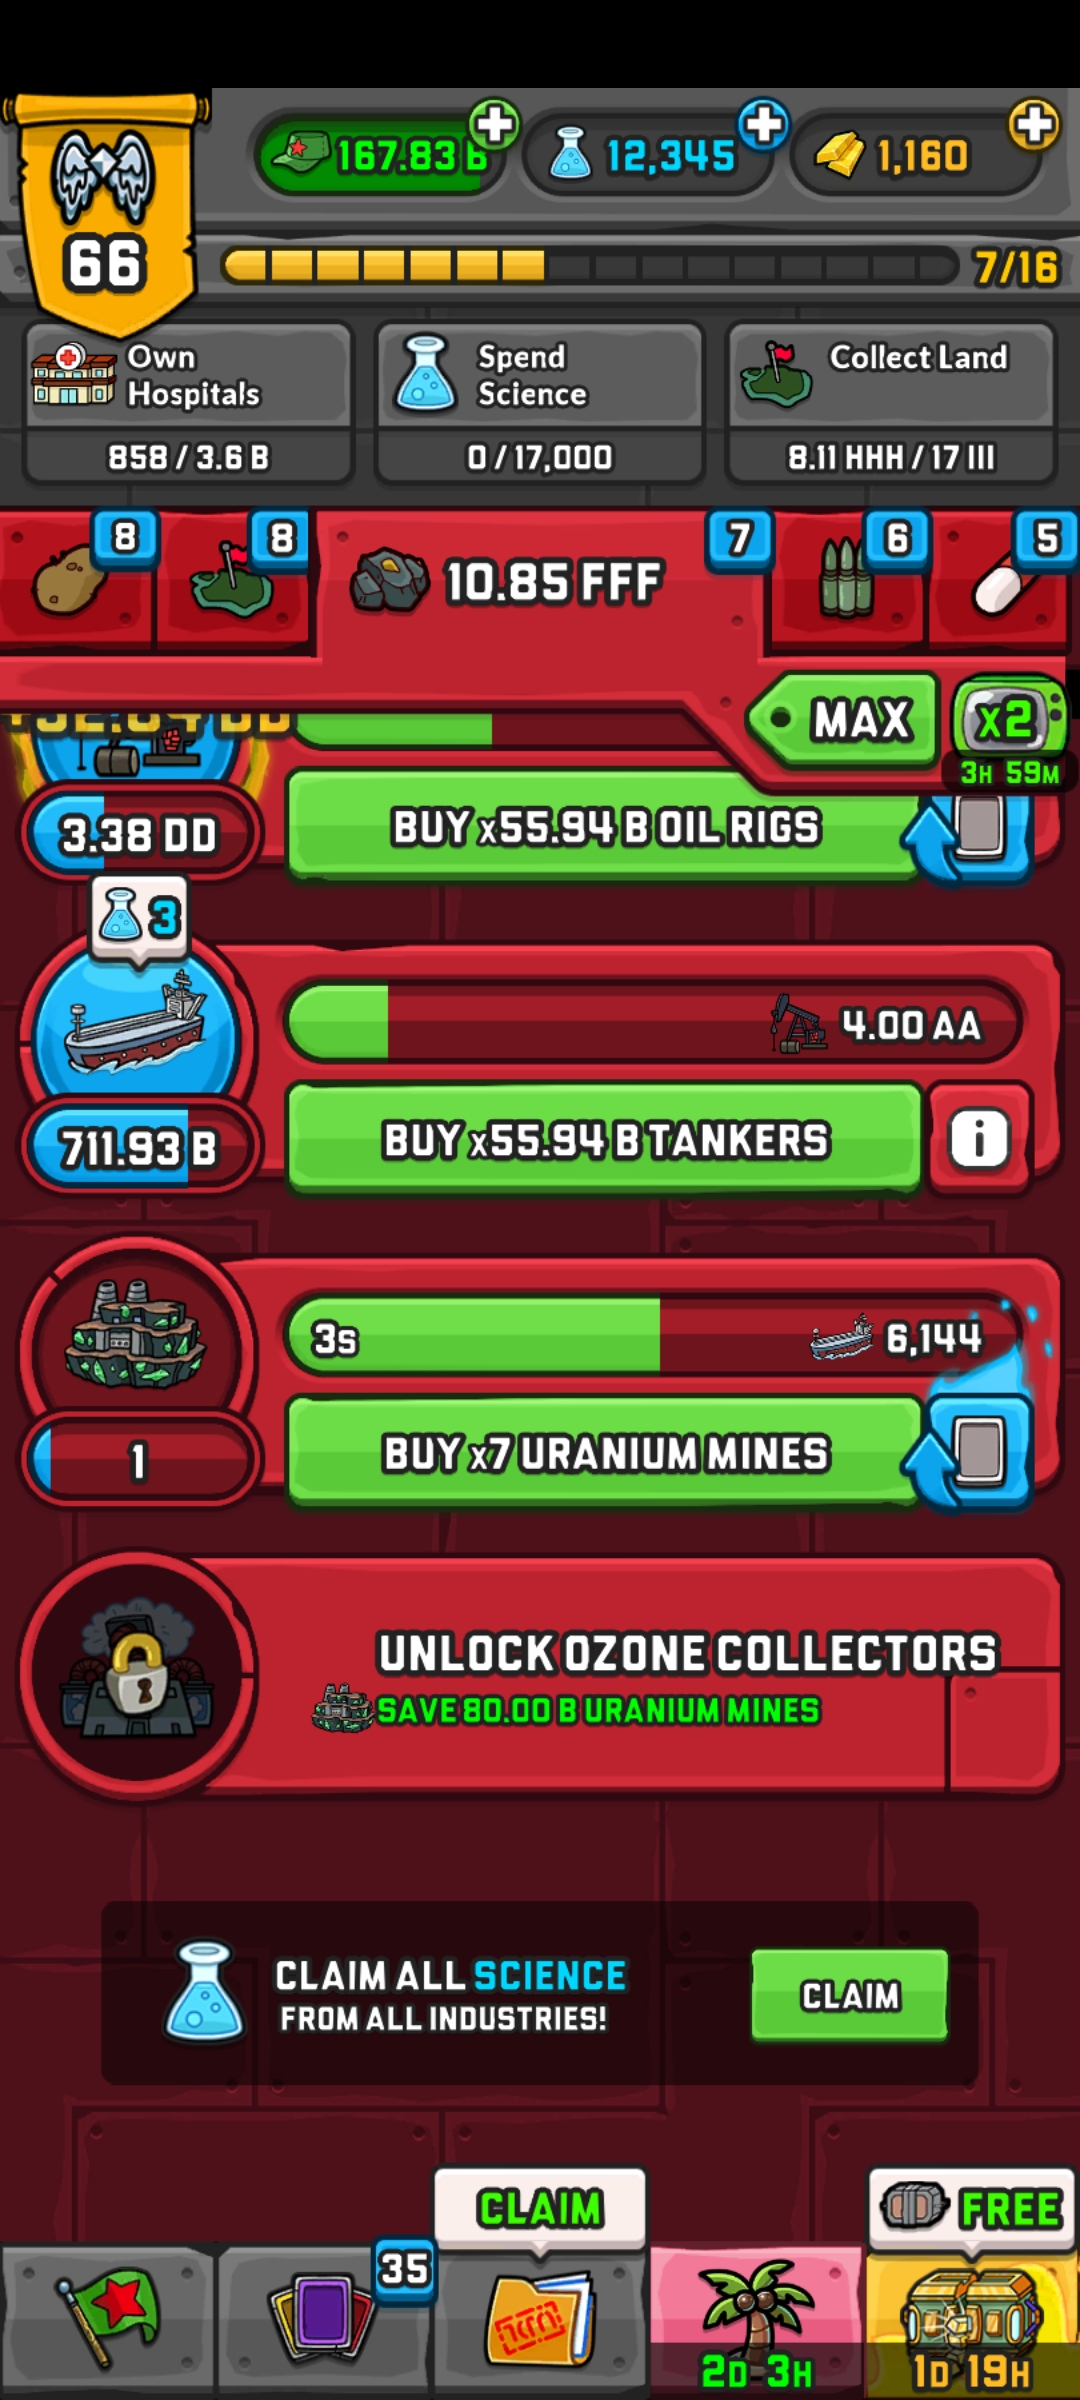 167.83 B
12,345
1,160
66
7/16
Own
Hospitals
Spend
Science
Collect Land
858 / 3.6 B
0 / 17,000
8.11 HHH / 17 III
8
8
10.85 FFF
7
6
5
MAX
x2
3H 59M
3.38 DD
BUY x55.94 B OIL RIGS
3
4.00 AA
711.93 B
BUY x55.94 B TANKERS
i
3s
6,144
1
BUY x7 URANIUM MINES
UNLOCK OZONE COLLECTORS
SAVE 80.00 B URANIUM MINES
CLAIM ALL SCIENCE
FROM ALL INDUSTRIES!
CLAIM
CLAIM
FREE
35
2D 3H
1D 19H